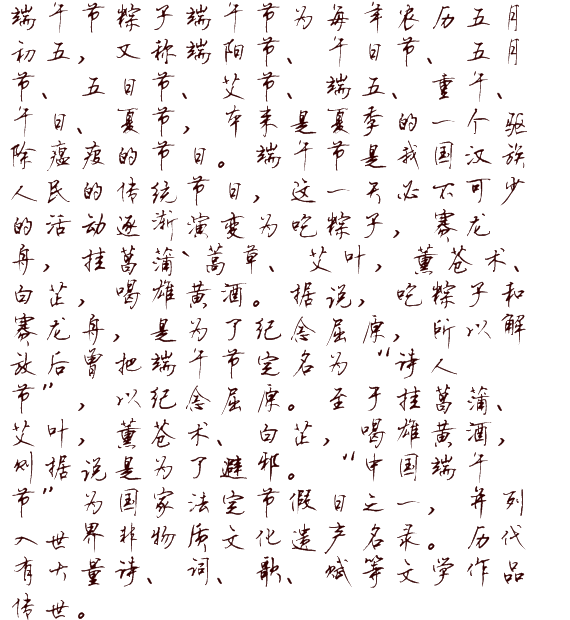 端午节粽子端午节为每年农历五月
初五，又称端阳节、午日节、五月
节、五日节、艾节、端五、重午、
午日、夏节，本来是夏季的一个驱
除瘟疫的节日。端午节是我国汉族
人民的传统节日，这一天必不可少
的活动逐渐演变为吃粽子，赛龙
舟，挂菖蒲、蒿草、艾叶，薰苍术、
白芷，喝雄黄酒。据说，吃粽子和
赛龙舟，是为了纪念屈原，所以解
放后曾把端午节定名为“诗人
节”，以纪念屈原。至于挂菖蒲、
艾叶，薰苍术、白芷，喝雄黄酒，
则据说是为了避邪。“中国端午
节”为国家法定节假日之一，并列
入世界非物质文化遗产名录。历代
有大量诗、词、歌、赋等文学作品
传世。